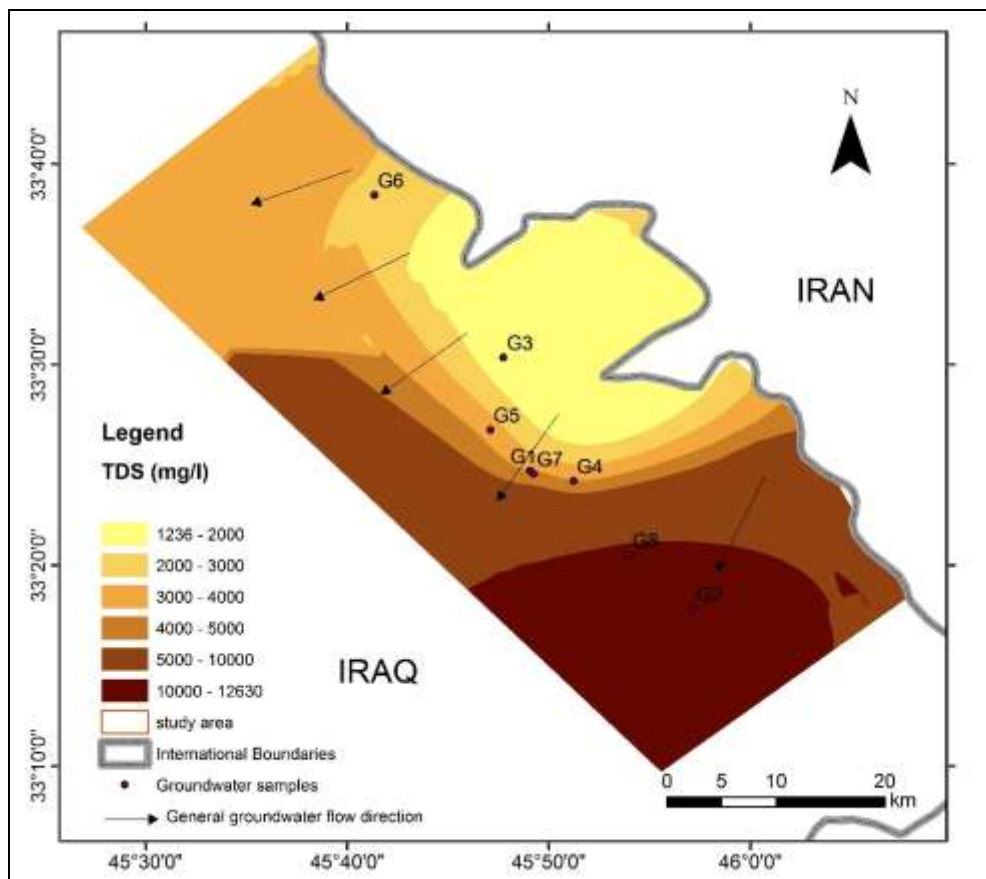 N
33°40'0"
33°30'0"
33°20'0"
33°10'0"
G6
IRAN
G3
G5
G1
G7
G4
G8
G2
IRAQ
Legend
TDS (mg/l)
1236 - 2000
2000 - 3000
3000 - 4000
4000 - 5000
5000 - 10000
10000 - 12630
study area
International Boundaries
Groundwater samples
General groundwater flow direction
0 5 10 20
km
45°30'0"
45°40'0"
45°50'0"
46°0'0"